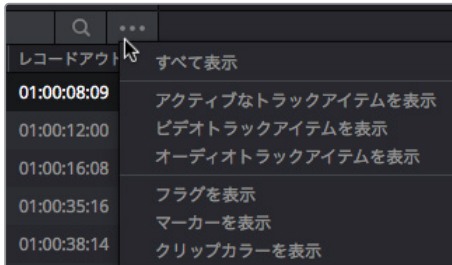 レコードアウト
01:00:08:09
01:00:12:00
01:00:16:08
01:00:35:16
01:00:38:14
すべて表示
アクティブなトラックアイテムを表示
ビデオトラックアイテムを表示
オーディオトラックアイテムを表示
フラグを表示
マーカーを表示
クリップカラーを表示